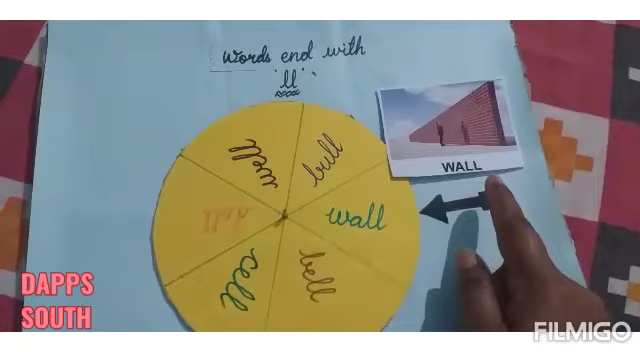 Words end with
"ll"
well
bull
wall
bell
cell
WALL
DAPPS
SOUTH
FILMIGO